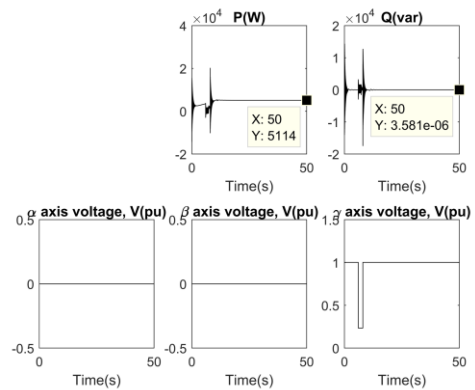 ×10⁴ P(W)
4
2
0
-2
X: 50
Y: 5114
0
50
Time(s)
×10⁴ Q(var)
2
1
0
-1
-2
X: 50
Y: 3.581e-06
0
50
Time(s)
α axis voltage, V(pu)
0.5
0
-0.5
0
50
Time(s)
β axis voltage, V(pu)
0.5
0
-0.5
0
50
Time(s)
γ axis voltage, V(pu)
1.5
1
0.5
0
0
50
Time(s)